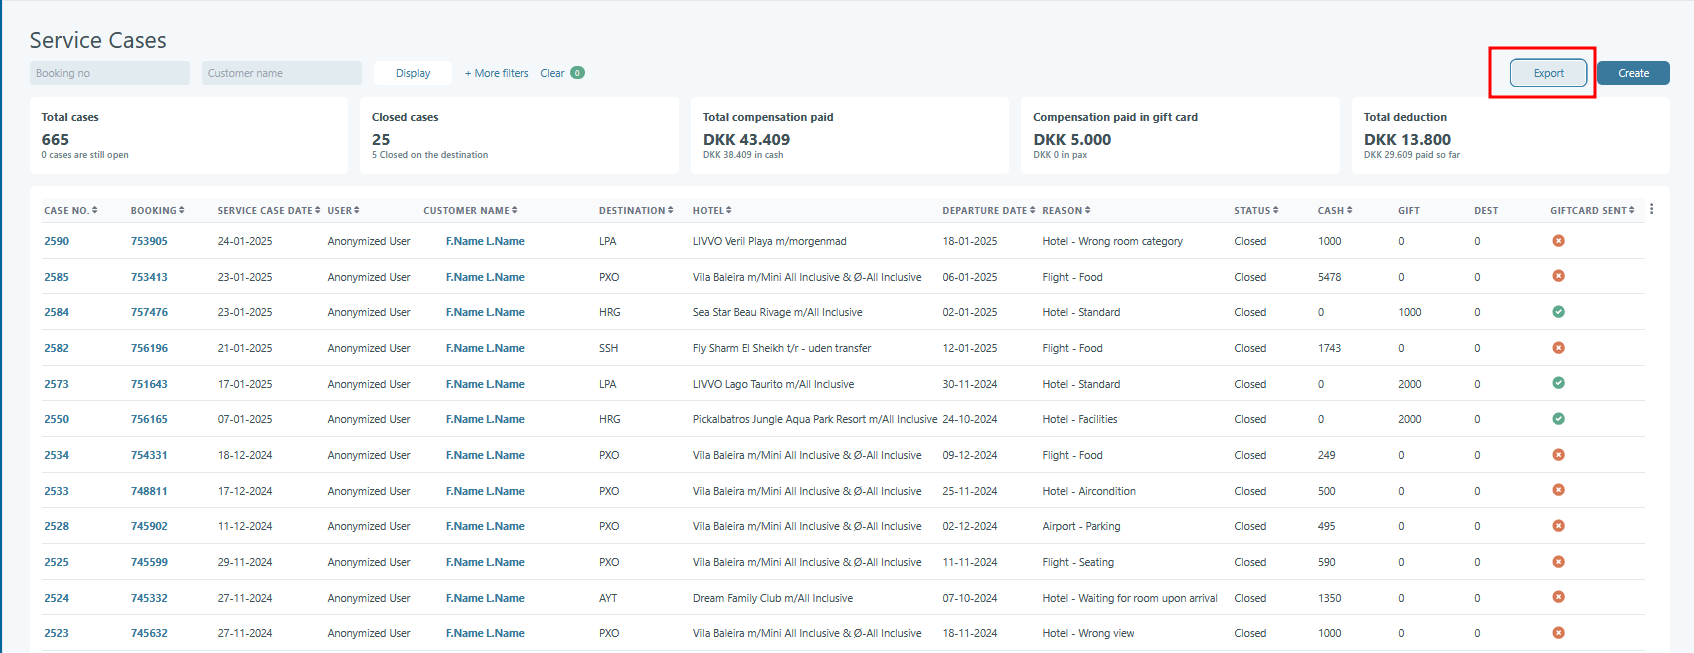 Service Cases
Booking no Customer name Display + More filters Clear 0 Export Create
Total cases Closed cases Total compensation paid Compensation paid in gift card Total deduction
665 25 DKK 43.409 DKK 5.000 DKK 13.800
0 cases are still open 5 Closed on the destination DKK 38.409 in cash DKK 0 in pax DKK 29.609 paid so far
CASE NO. BOOKING SERVICE CASE DATE USER CUSTOMER NAME DESTINATION HOTEL DEPARTURE DATE REASON STATUS CASH GIFT DEST GIFTCARD SENT
2590 753905 24-01-2025 Anonymized User F.Name L.Name LPA LIVVO Veril Playa m/morgenmad 18-01-2025 Hotel - Wrong room category Closed 1000 0 0
2585 753413 23-01-2025 Anonymized User F.Name L.Name PXO Vila Baleira m/Mini All Inclusive & Ø-All Inclusive 06-01-2025 Flight - Food Closed 5478 0 0
2584 757476 23-01-2025 Anonymized User F.Name L.Name HRG Sea Star Beau Rivage m/All Inclusive 02-01-2025 Hotel - Standard Closed 0 1000 0
2582 756196 21-01-2025 Anonymized User F.Name L.Name SSH Fly Sharm El Sheikh t/r - uden transfer 12-01-2025 Flight - Food Closed 1743 0 0
2573 751643 17-01-2025 Anonymized User F.Name L.Name LPA LIVVO Lago Taurito m/All Inclusive 30-11-2024 Hotel - Standard Closed 0 2000 0
2550 756165 07-01-2025 Anonymized User F.Name L.Name HRG Pickalbatros Jungle Aqua Park Resort m/All Inclusive 24-10-2024 Hotel - Facilities Closed 0 2000 0
2534 754331 18-12-2024 Anonymized User F.Name L.Name PXO Vila Baleira m/Mini All Inclusive & Ø-All Inclusive 09-12-2024 Flight - Food Closed 249 0 0
2533 748811 17-12-2024 Anonymized User F.Name L.Name PXO Vila Baleira m/Mini All Inclusive & Ø-All Inclusive 25-11-2024 Hotel - Aircondition Closed 500 0 0
2528 745902 11-12-2024 Anonymized User F.Name L.Name PXO Vila Baleira m/Mini All Inclusive & Ø-All Inclusive 02-12-2024 Airport - Parking Closed 495 0 0
2525 745599 29-11-2024 Anonymized User F.Name L.Name PXO Vila Baleira m/Mini All Inclusive & Ø-All Inclusive 11-11-2024 Flight - Seating Closed 590 0 0
2524 745332 27-11-2024 Anonymized User F.Name L.Name AYT Dream Family Club m/All Inclusive 07-10-2024 Hotel - Waiting for room upon arrival Closed 1350 0 0
2523 745632 27-11-2024 Anonymized User F.Name L.Name PXO Vila Baleira m/Mini All Inclusive & Ø-All Inclusive 18-11-2024 Hotel - Wrong view Closed 1000 0 0